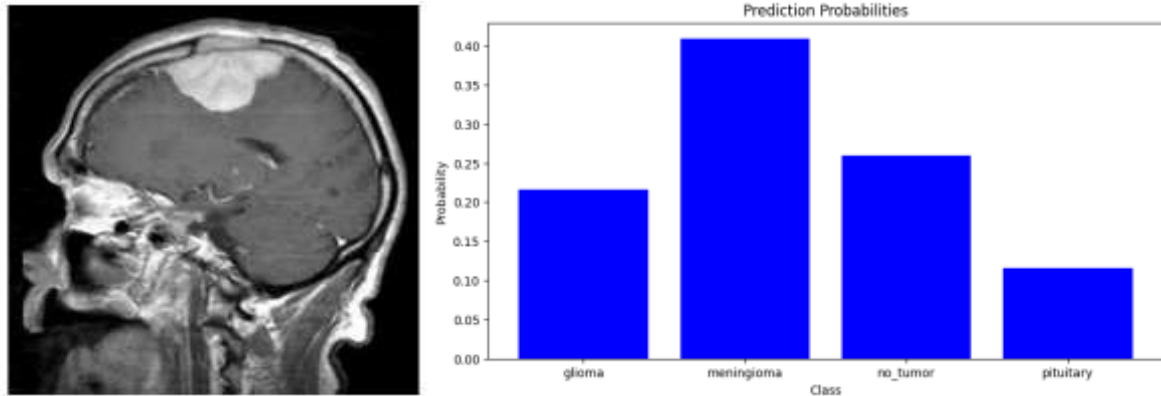 Prediction Probabilities
0.40
0.35
0.30
0.25
0.20
0.15
0.10
0.05
0.00
Probability
glioma meningioma no_tumor pituitary
Class